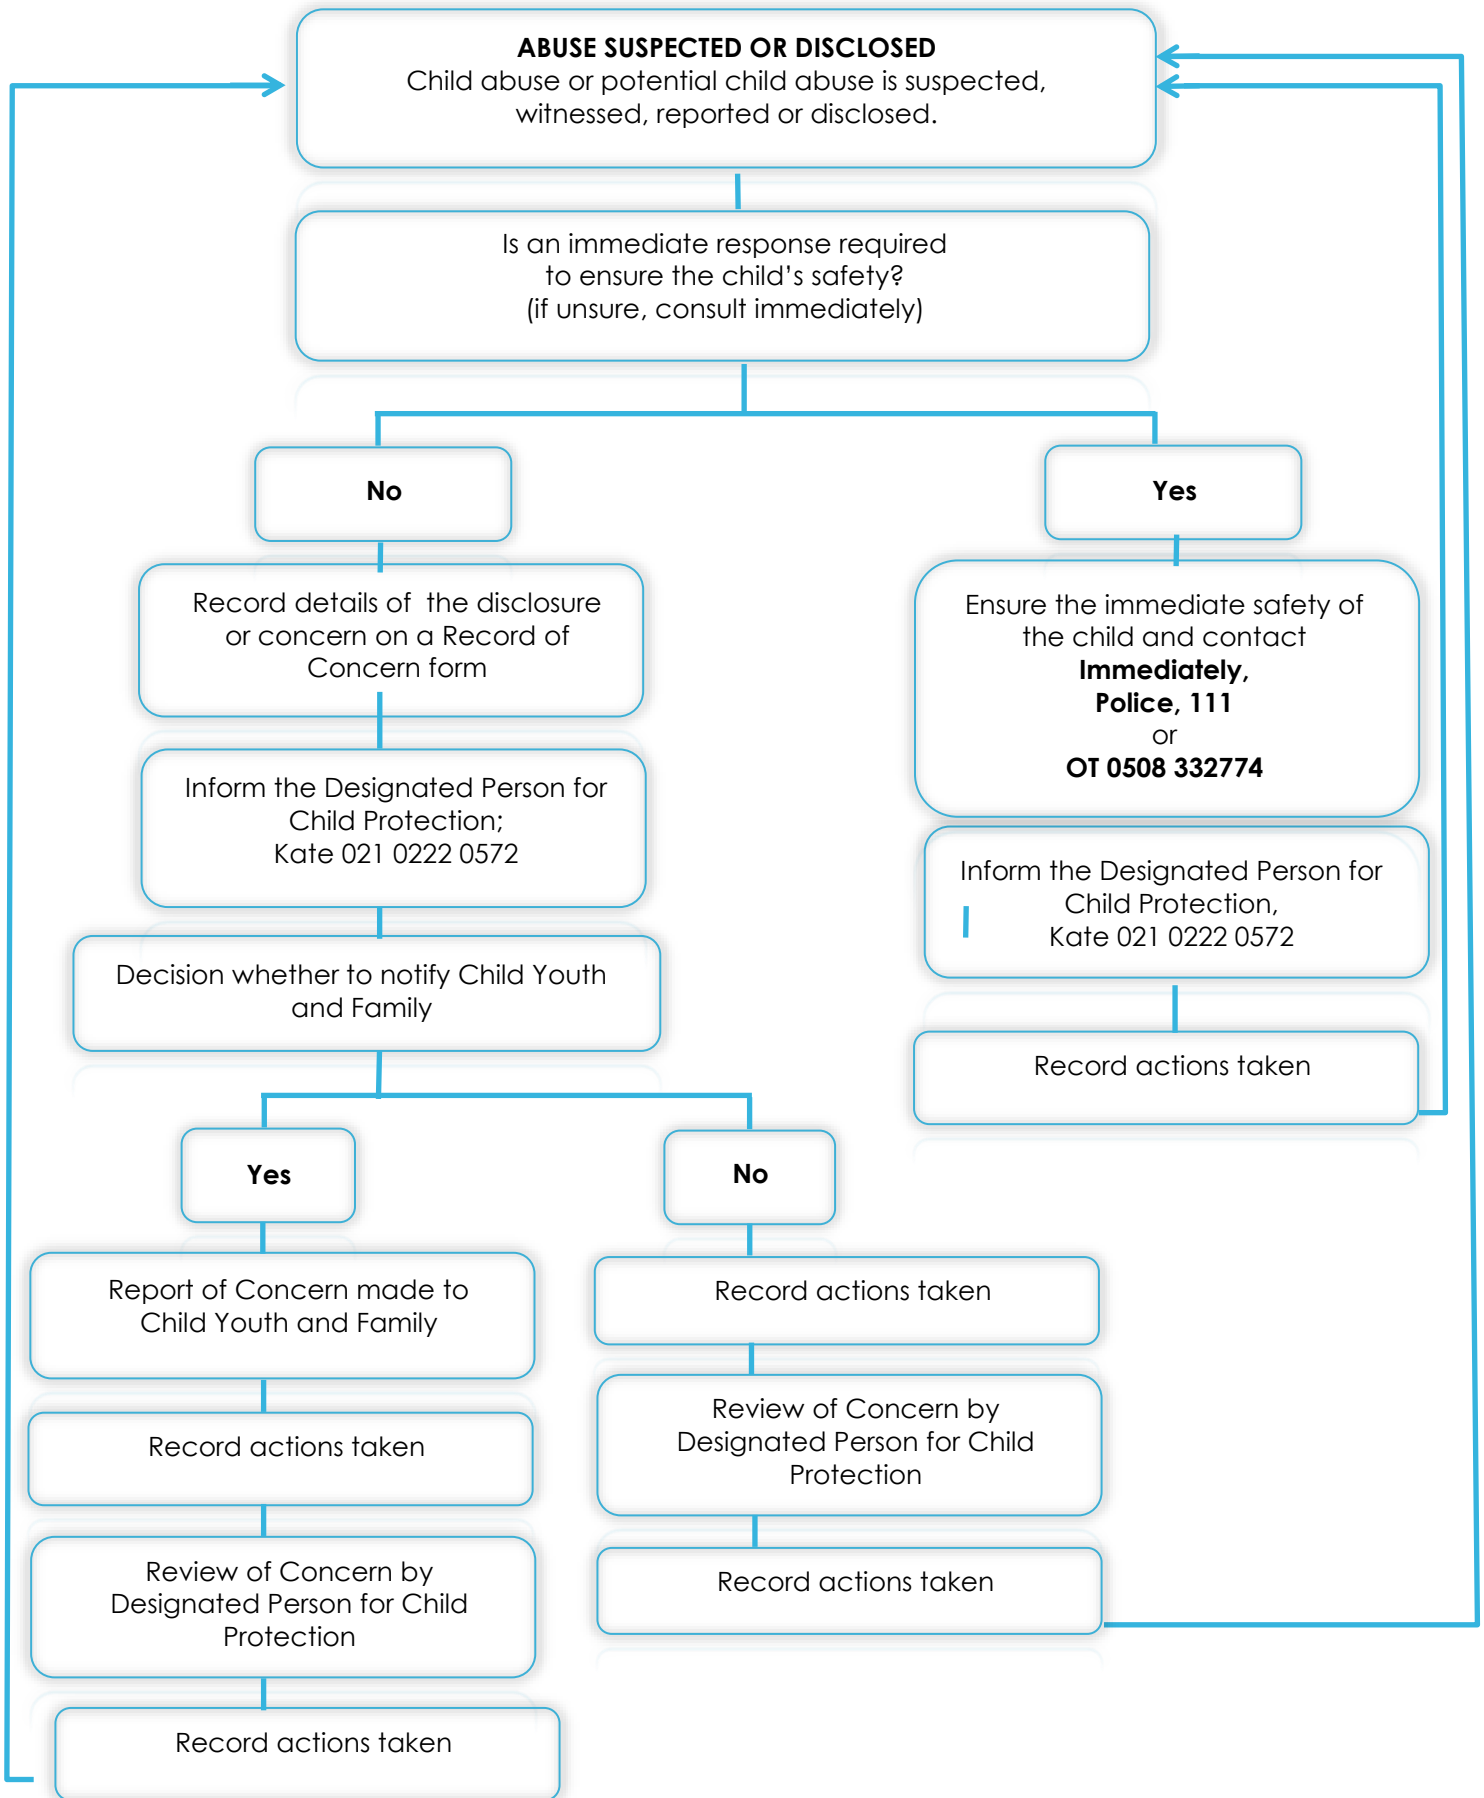 ABUSE SUSPECTED OR DISCLOSED
Child abuse or potential child abuse is suspected,
witnessed, reported or disclosed.
Is an immediate response required
to ensure the child's safety?
(if unsure, consult immediately)
No
Record details of the disclosure
or concern on a Record of
Concern form
Inform the Designated Person for
Child Protection;
Kate 021 0222 0572
Decision whether to notify Child Youth
and Family
Yes
Report of Concern made to
Child Youth and Family
Record actions taken
Review of Concern by
Designated Person for Child
Protection
Record actions taken
No
Record actions taken
Review of Concern by
Designated Person for Child
Protection
Record actions taken
Yes
Ensure the immediate safety of
the child and contact
Immediately,
Police, 111
or
OT 0508 332774
Inform the Designated Person for
Child Protection,
Kate 021 0222 0572
Record actions taken